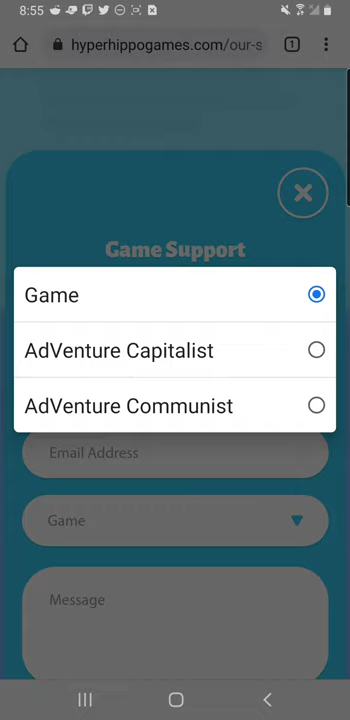 8:55
hyperhippogames.com/our-s
1
Game Support
Game
AdVenture Capitalist
AdVenture Communist
Email Address
Game
Message